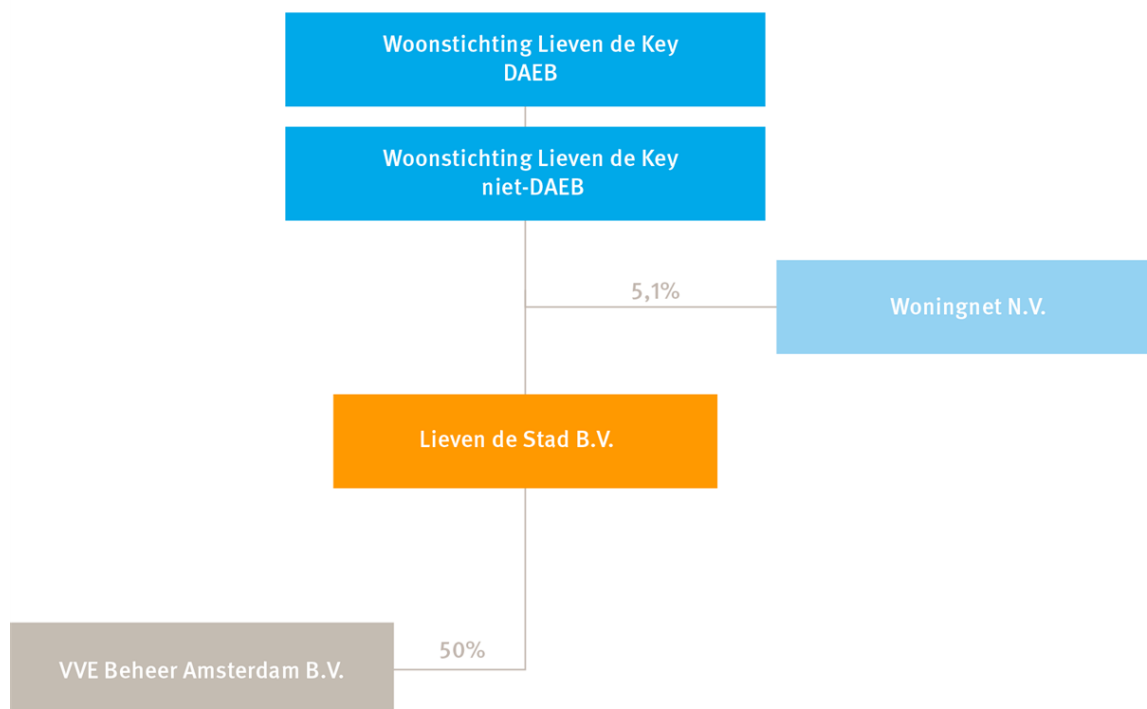 Woonstichting Lieven de Key
DAEB
Woonstichting Lieven de Key
niet-DAEB
5,1%
Woningnet N.V.
Lieven de Stad B.V.
50%
VVE Beheer Amsterdam B.V.